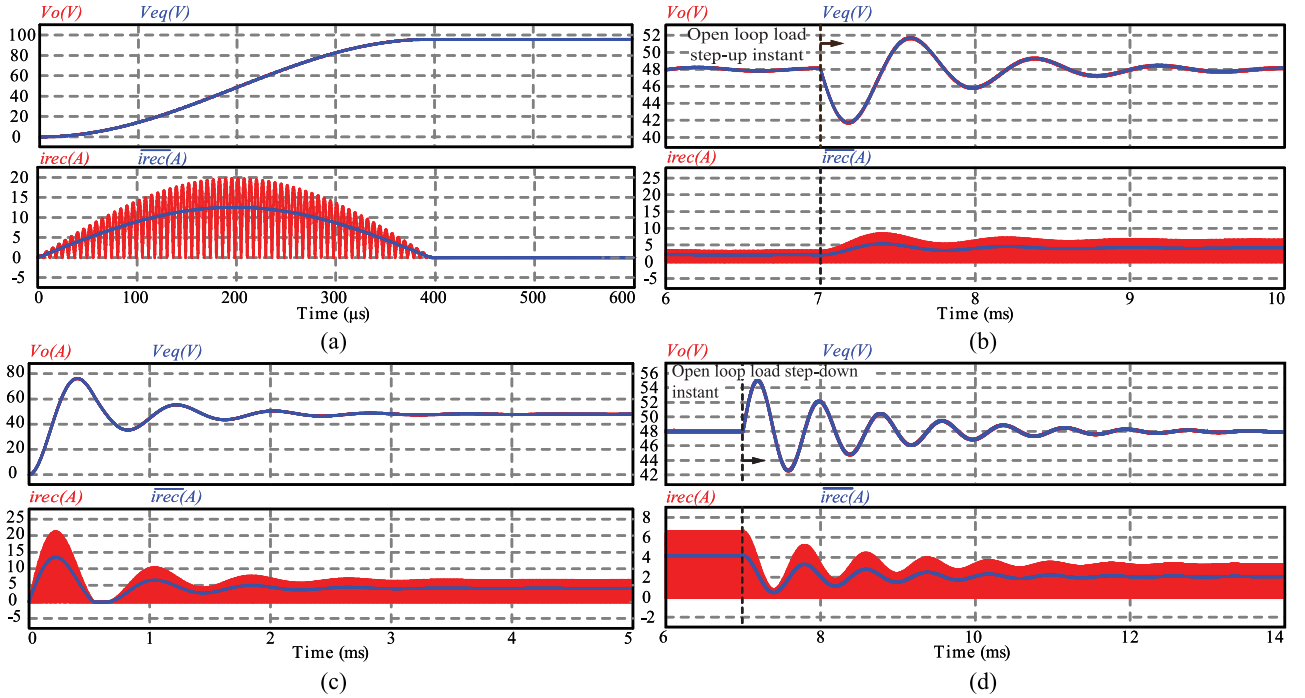 Vo(V) Veq(V)
100
80
60
40
20
0
irec(A) irec(A)
20
15
10
5
0
-5
0 100 200 300 400 500 600
Time (µs)
(a)
Vo(V) Veq(V)
Open loop load
step-up instant
52
50
48
46
44
42
40
irec(A) irec(A)
25
20
15
10
5
0
-5
6 7 8 9 10
Time (ms)
(b)
Vo(A) Veq(V)
80
60
40
20
0
irec(A) irec(A)
25
20
15
10
5
0
-5
0 1 2 3 4 5
Time (ms)
(c)
Vo(V) Veq(V)
Open loop load step-down
instant
56
54
52
50
48
46
44
42
irec(A) irec(A)
8
6
4
2
0
-2
6 8 10 12 14
Time (ms)
(d)